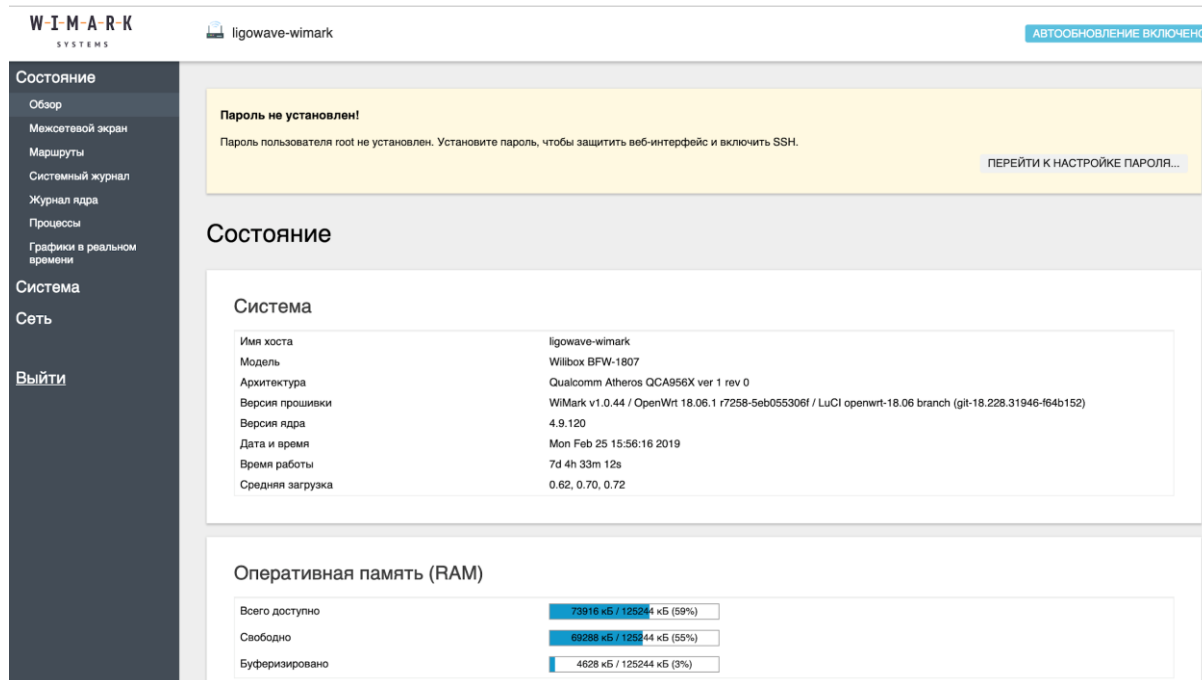 W-I-M-A-R-K
SYSTEMS
ligowave-wimark
АВТООБНОВЛЕНИЕ ВКЛЮЧЕНО
Состояние
Обзор
Межсетевой экран
Маршруты
Системный журнал
Журнал ядра
Процессы
Графики в реальном
времени
Система
Сеть
Выйти
Пароль не установлен!
Пароль пользователя root не установлен. Установите пароль, чтобы защитить веб-интерфейс и включить SSH.
ПЕРЕЙТИ К НАСТРОЙКЕ ПАРОЛЯ...
Состояние
Система
Имя хоста ligowave-wimark
Модель Wilibox BFW-1807
Архитектура Qualcomm Atheros QCA956X ver 1 rev 0
Версия прошивки WiMark v1.0.44 / OpenWrt 18.06.1 r7258-5eb055306f / LuCI openwrt-18.06 branch (git-18.228.31946-f64b152)
Версия ядра 4.9.120
Дата и время Mon Feb 25 15:56:16 2019
Время работы 7d 4h 33m 12s
Средняя загрузка 0.62, 0.70, 0.72
Оперативная память (RAM)
Всего доступно 73916 кБ / 125244 кБ (59%)
Свободно 69288 кБ / 125244 кБ (55%)
Буферизировано 4628 кБ / 125244 кБ (3%)